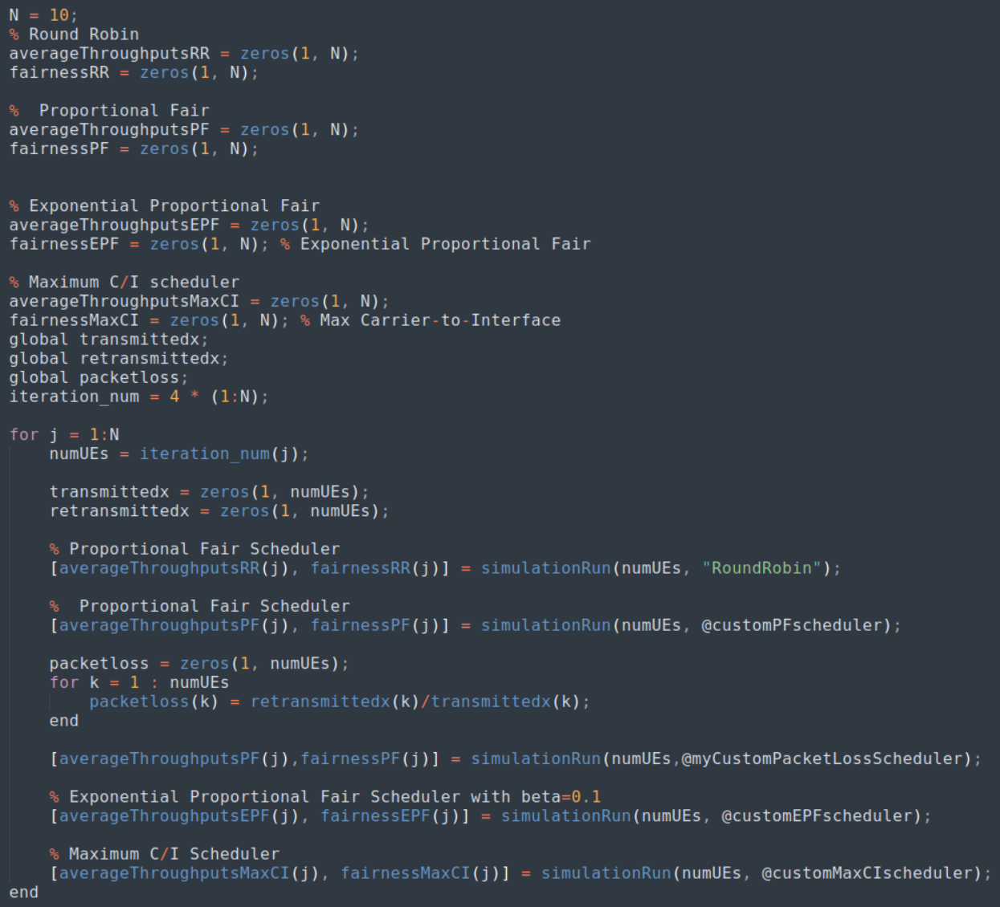 N = 10;
% Round Robin
averageThroughputsRR = zeros(1, N);
fairnessRR = zeros(1, N);
%  Proportional Fair
averageThroughputsPF = zeros(1, N);
fairnessPF = zeros(1, N);
% Exponential Proportional Fair
averageThroughputsEPF = zeros(1, N);
fairnessEPF = zeros(1, N); % Exponential Proportional Fair
% Maximum C/I scheduler
averageThroughputsMaxCI = zeros(1, N);
fairnessMaxCI = zeros(1, N); % Max Carrier-to-Interface
global transmittedx;
global retransmittedx;
global packetloss;
iteration_num = 4 * (1:N);
for j = 1:N
    numUEs = iteration_num(j);
    transmittedx = zeros(1, numUEs);
    retransmittedx = zeros(1, numUEs);
    % Proportional Fair Scheduler
    [averageThroughputsRR(j), fairnessRR(j)] = simulationRun(numUEs, "RoundRobin");
    %  Proportional Fair Scheduler
    [averageThroughputsPF(j), fairnessPF(j)] = simulationRun(numUEs, @customPFscheduler);
    packetloss = zeros(1, numUEs);
    for k = 1 : numUEs
        packetloss(k) = retransmittedx(k)/transmittedx(k);
    end
    [averageThroughputsPF(j),fairnessPF(j)] = simulationRun(numUEs,@myCustomPacketLossScheduler);
    % Exponential Proportional Fair Scheduler with beta=0.1
    [averageThroughputsEPF(j), fairnessEPF(j)] = simulationRun(numUEs, @customEPFscheduler);
    % Maximum C/I Scheduler
    [averageThroughputsMaxCI(j), fairnessMaxCI(j)] = simulationRun(numUEs, @customMaxCIscheduler);
end